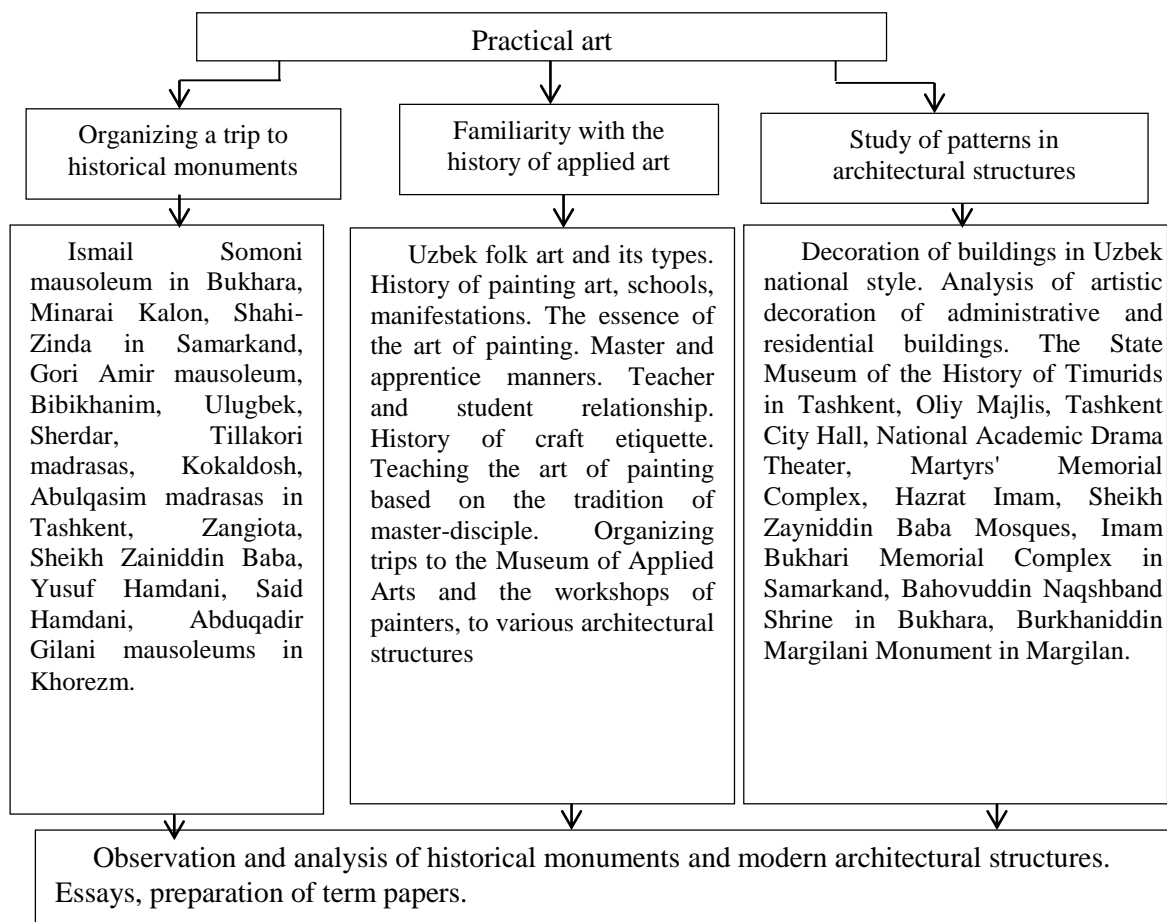 Practical art
Organizing a trip to
historical monuments
Familiarity with the
history of applied art
Study of patterns in
architectural structures
Ismail Somoni
mausoleum in Bukhara,
Minarai Kalon, Shahi-
Zinda in Samarkand,
Gori Amir mausoleum,
Bibikhanim, Ulugbek,
Sherdar, Tillakori
madrasas, Kokaldosh,
Abulqasim madrasas in
Tashkent, Zangiota,
Sheikh Zainiddin Baba,
Yusuf Hamdani, Said
Hamdani, Abduqadir
Gilani mausoleums in
Khorezm.
Uzbek folk art and its types.
History of painting art, schools,
manifestations. The essence of
the art of painting. Master and
apprentice manners. Teacher
and student relationship.
History of craft etiquette.
Teaching the art of painting
based on the tradition of
master-disciple. Organizing
trips to the Museum of Applied
Arts and the workshops of
painters, to various architectural
structures
Decoration of buildings in Uzbek
national style. Analysis of artistic
decoration of administrative and
residential buildings. The State
Museum of the History of Timurids
in Tashkent, Oliy Majlis, Tashkent
City Hall, National Academic Drama
Theater, Martyrs' Memorial
Complex, Hazrat Imam, Sheikh
Zayniddin Baba Mosques, Imam
Bukhari Memorial Complex in
Samarkand, Bahovuddin Naqshband
Shrine in Bukhara, Burkhaniddin
Margilani Monument in Margilan.
Observation and analysis of historical monuments and modern architectural structures.
Essays, preparation of term papers.